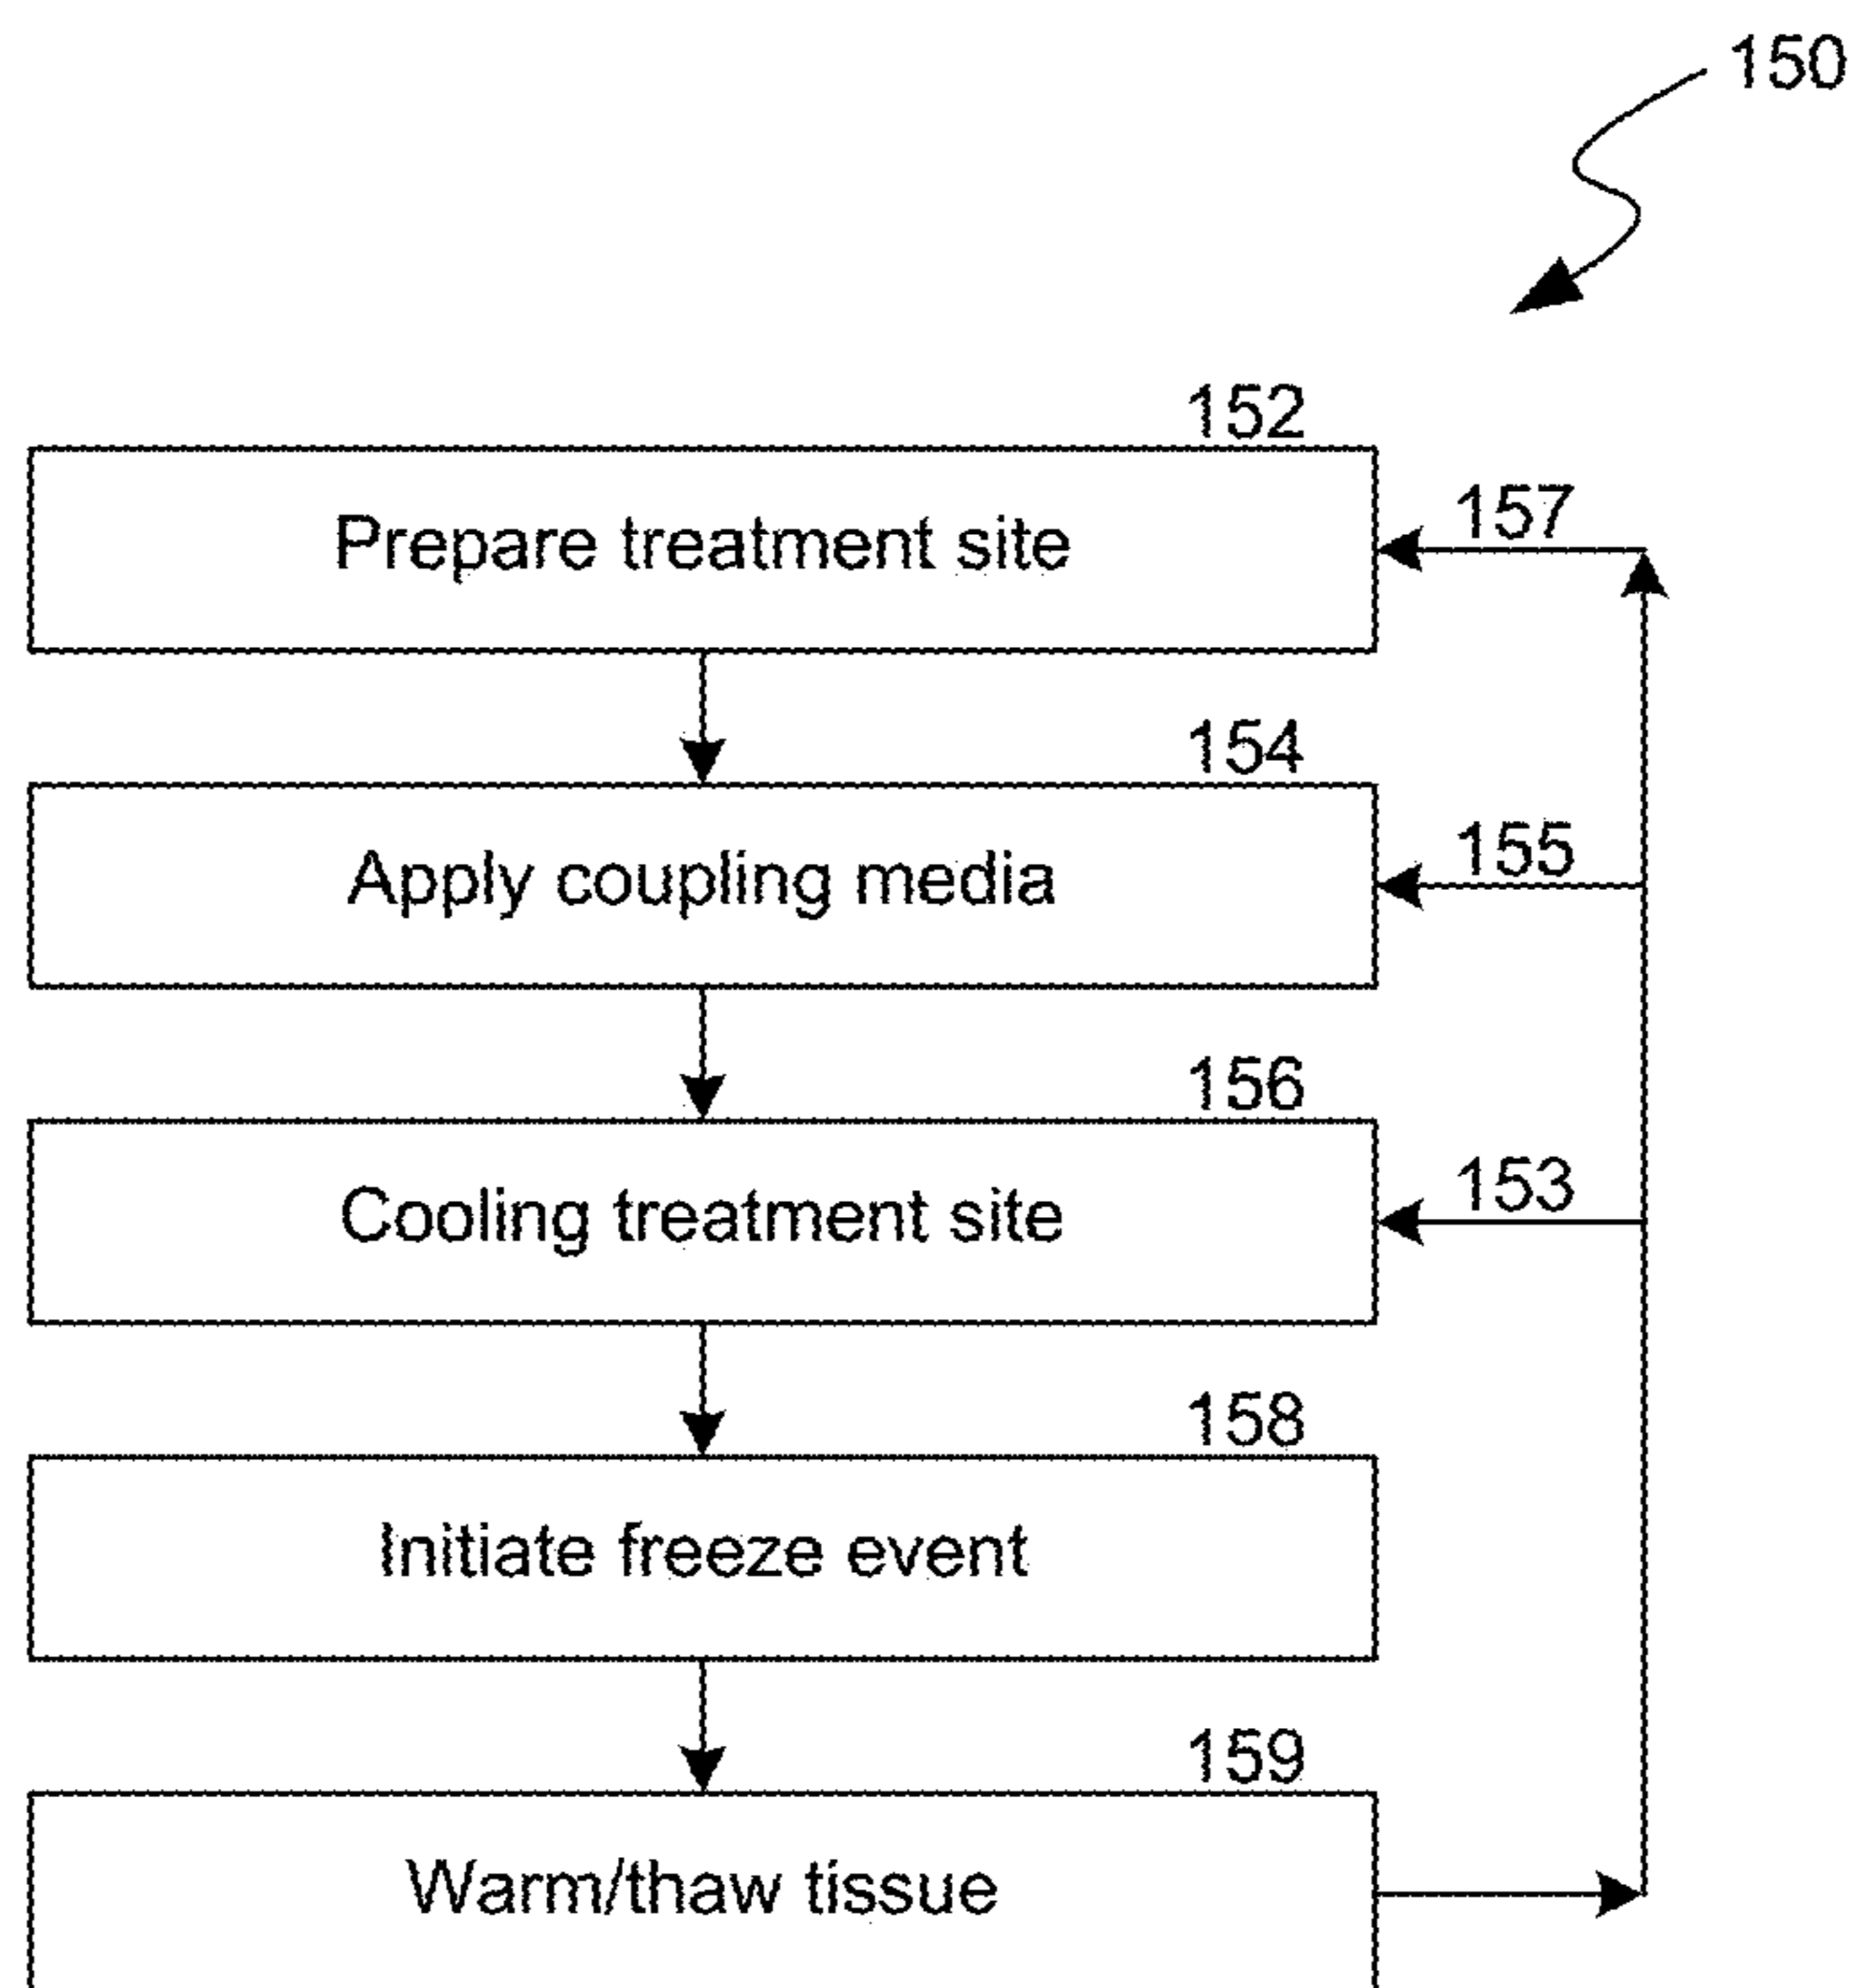 150
152
Prepare treatment site
157
154
Apply coupling media
155
156
Cooling treatment site
153
158
Initiate freeze event
159
Warm/thaw tissue